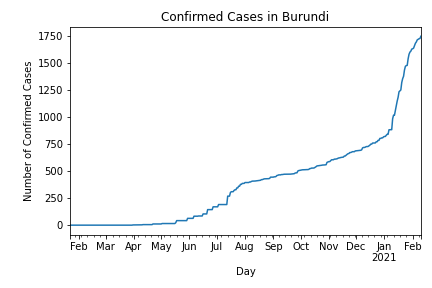 Confirmed Cases in Burundi
Number of Confirmed Cases
1750
1500
1250
1000
750
500
250
0
Feb Mar Apr May Jun Jul Aug Sep Oct Nov Dec Jan Feb
2021
Day